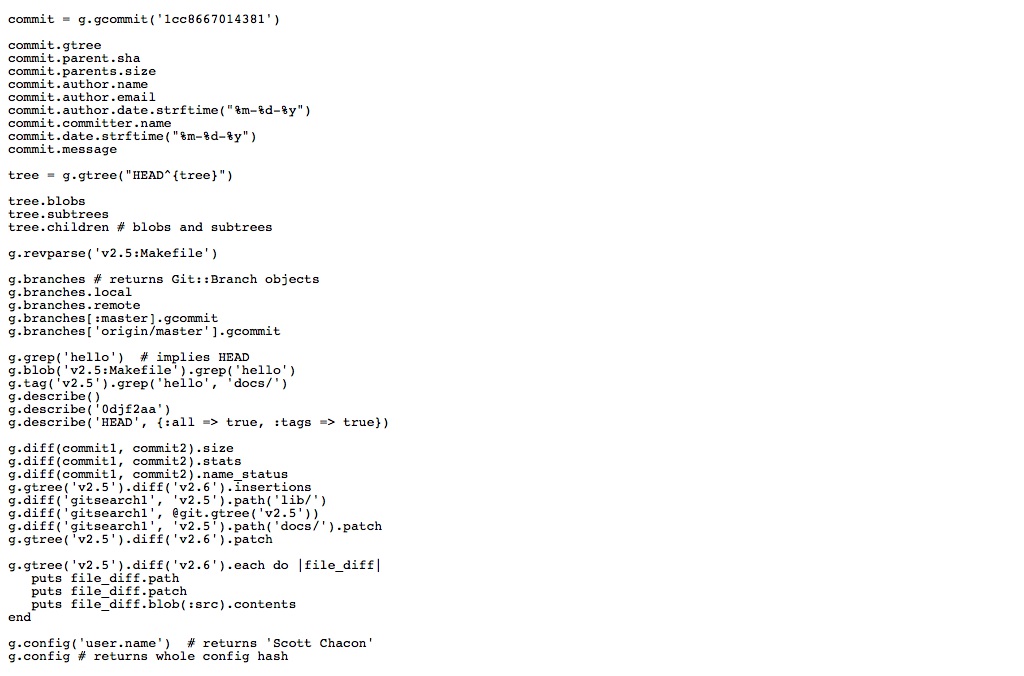 commit = g.gcommit('1cc8667014381')
commit.gtree
commit.parent.sha
commit.parents.size
commit.author.name
commit.author.email
commit.author.date.strftime("%m-%d-%y")
commit.committer.name
commit.date.strftime("%m-%d-%y")
commit.message
tree = g.gtree("HEAD^{tree}")
tree.blobs
tree.subtrees
tree.children # blobs and subtrees
g.revparse('v2.5:Makefile')
g.branches # returns Git::Branch objects
g.branches.local
g.branches.remote
g.branches[:master].gcommit
g.branches['origin/master'].gcommit
g.grep('hello')  # implies HEAD
g.blob('v2.5:Makefile').grep('hello')
g.tag('v2.5').grep('hello', 'docs/')
g.describe()
g.describe('0djf2aa')
g.describe('HEAD', {:all => true, :tags => true})
g.diff(commit1, commit2).size
g.diff(commit1, commit2).stats
g.diff(commit1, commit2).name_status
g.gtree('v2.5').diff('v2.6').insertions
g.diff('gitsearch1', 'v2.5').path('lib/')
g.diff('gitsearch1', @git.gtree('v2.5'))
g.diff('gitsearch1', 'v2.5').path('docs/').patch
g.gtree('v2.5').diff('v2.6').patch
g.gtree('v2.5').diff('v2.6').each do |file_diff|
   puts file_diff.path
   puts file_diff.patch
   puts file_diff.blob(:src).contents
end
g.config('user.name')  # returns 'Scott Chacon'
g.config # returns whole config hash